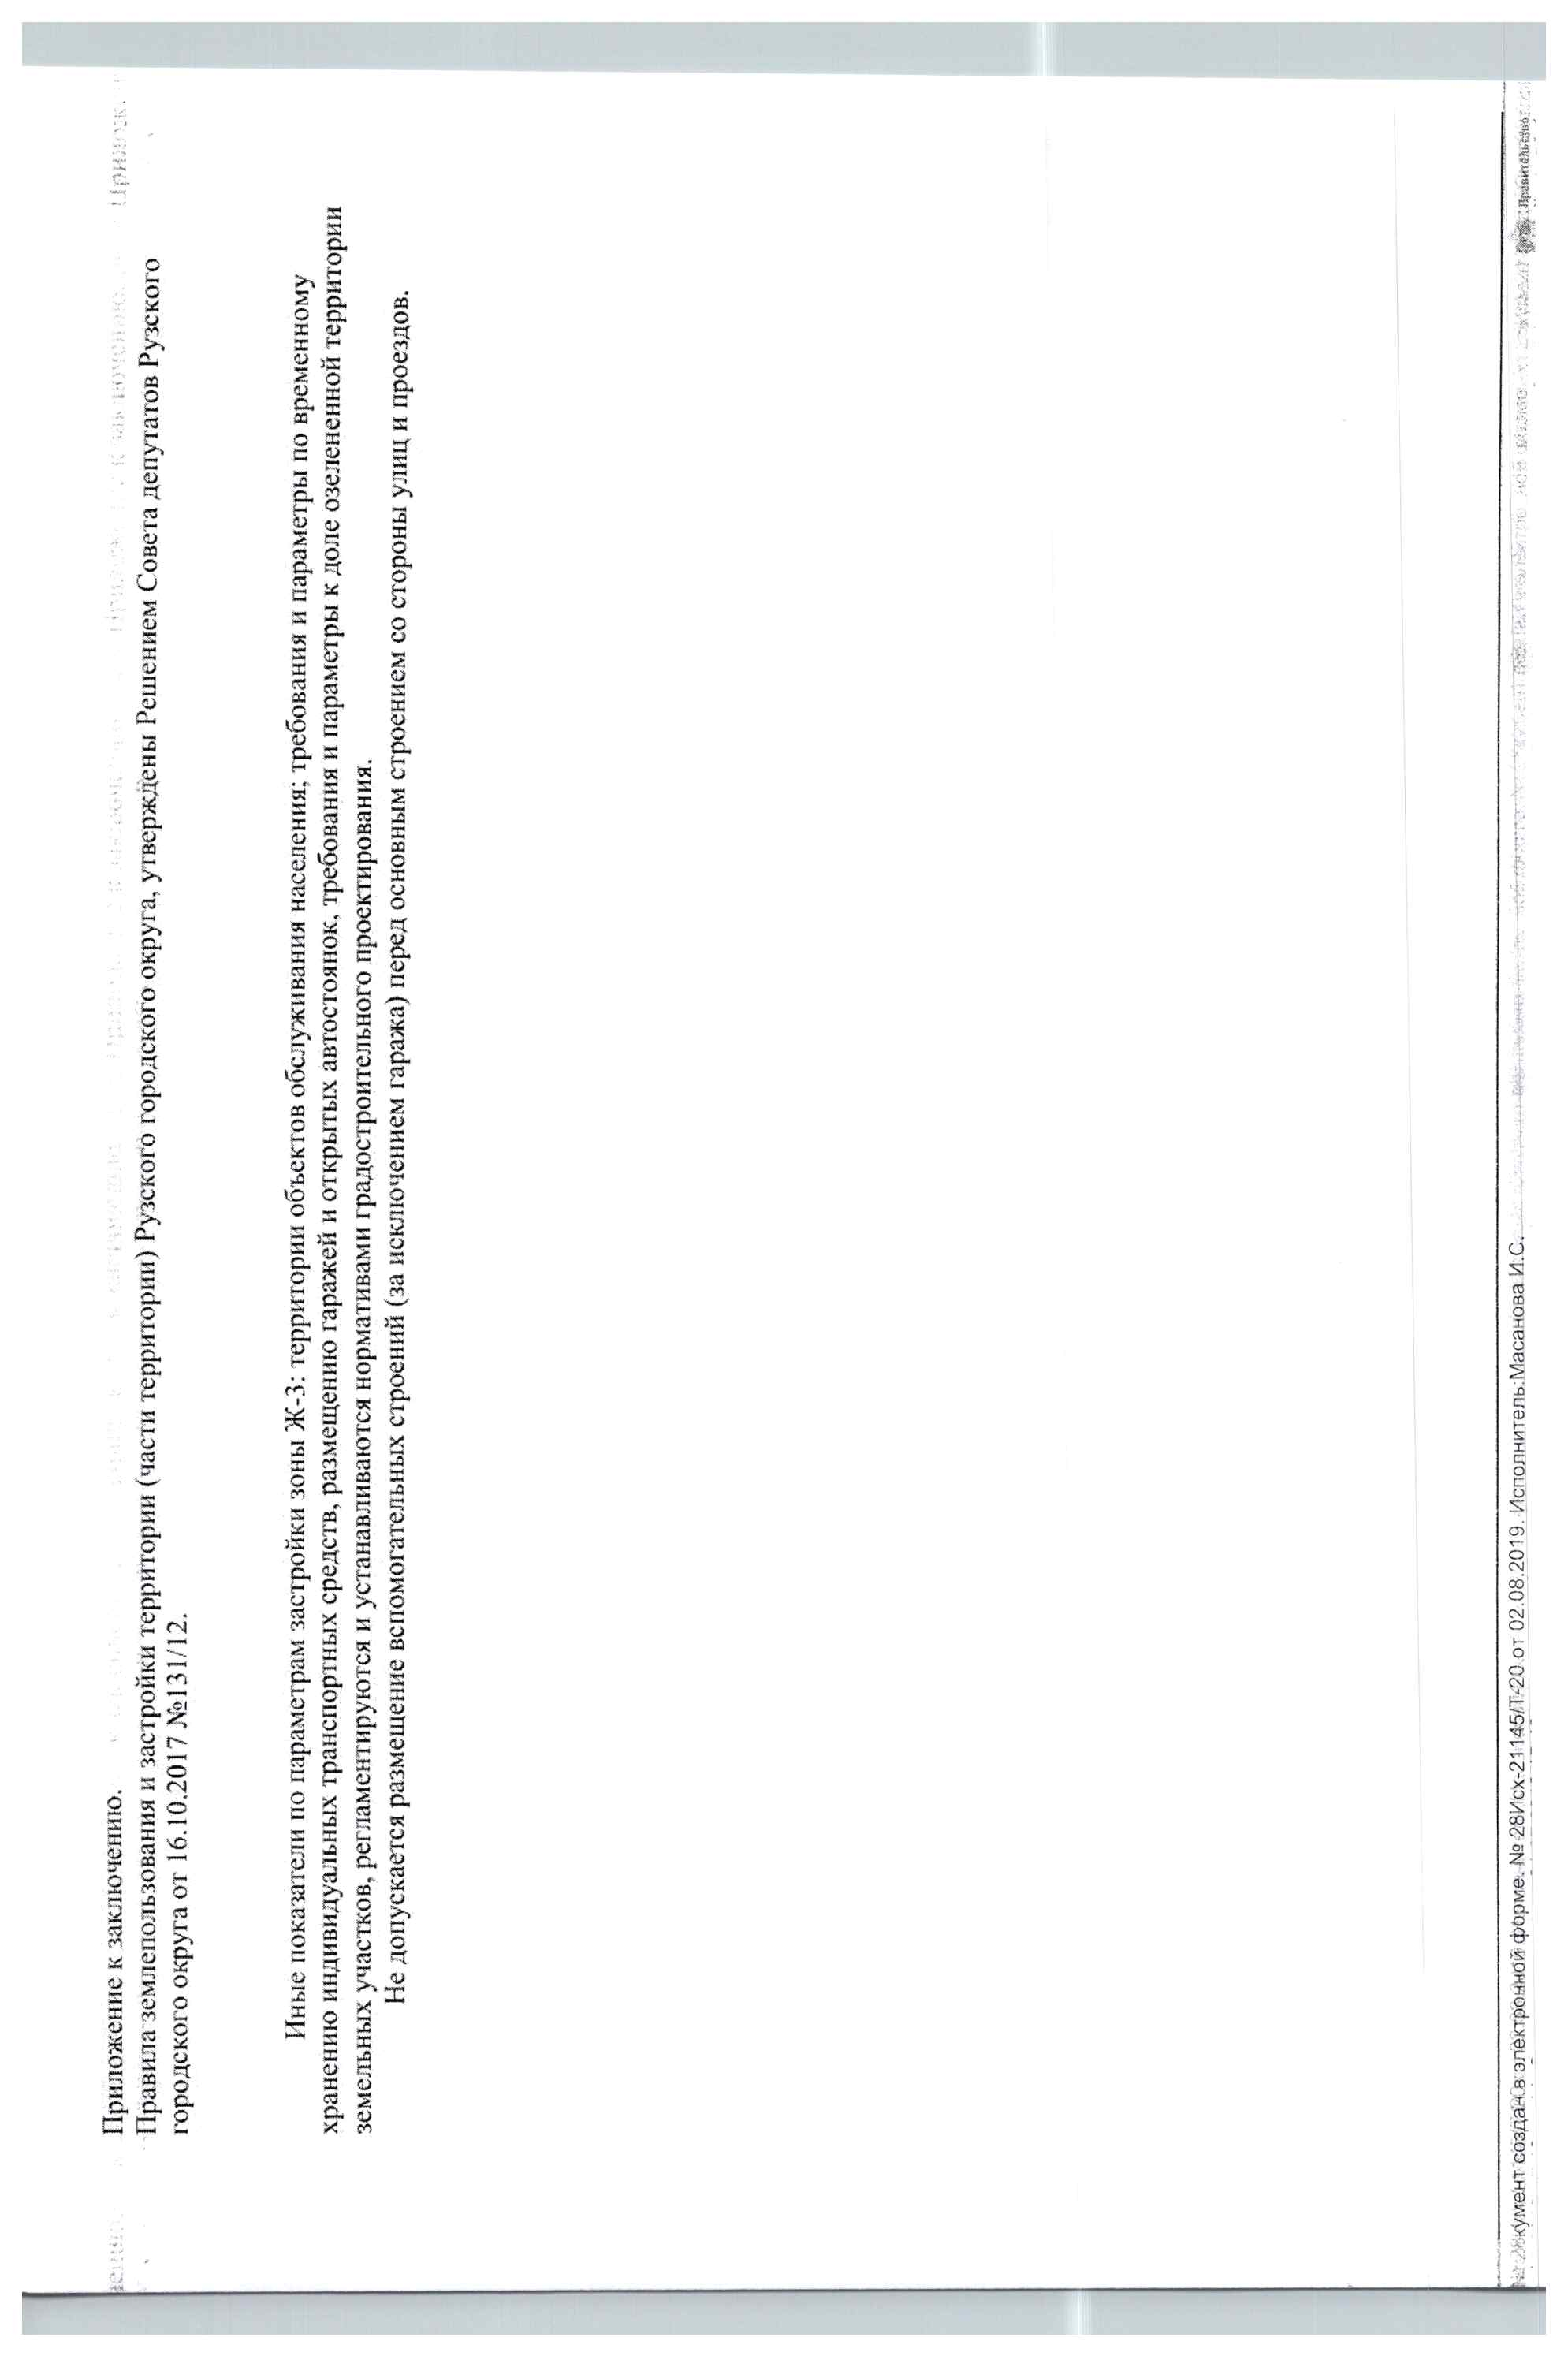 Приложение к заключению.
Правила землепользования и застройки территории (части территории) Рузского городского округа, утверждены Решением Совета депутатов Рузского
городского округа от 16.10.2017 №131/12.
Иные показатели по параметрам застройки зоны Ж-3: территории объектов обслуживания населения; требования и параметры по временному
хранению индивидуальных транспортных средств, размещению гаражей и открытых автостоянок, требования и параметры к доле озелененной территории
земельных участков, регламентируются и устанавливаются нормативами градостроительного проектирования.
Не допускается размещение вспомогательных строений (за исключением гаража) перед основным строением со стороны улиц и проездов.
Документ создан в электронной форме. № 28Исх-21145/Т-20 от 02.08.2019. Исполнитель:Масанова И.С.
Правительство